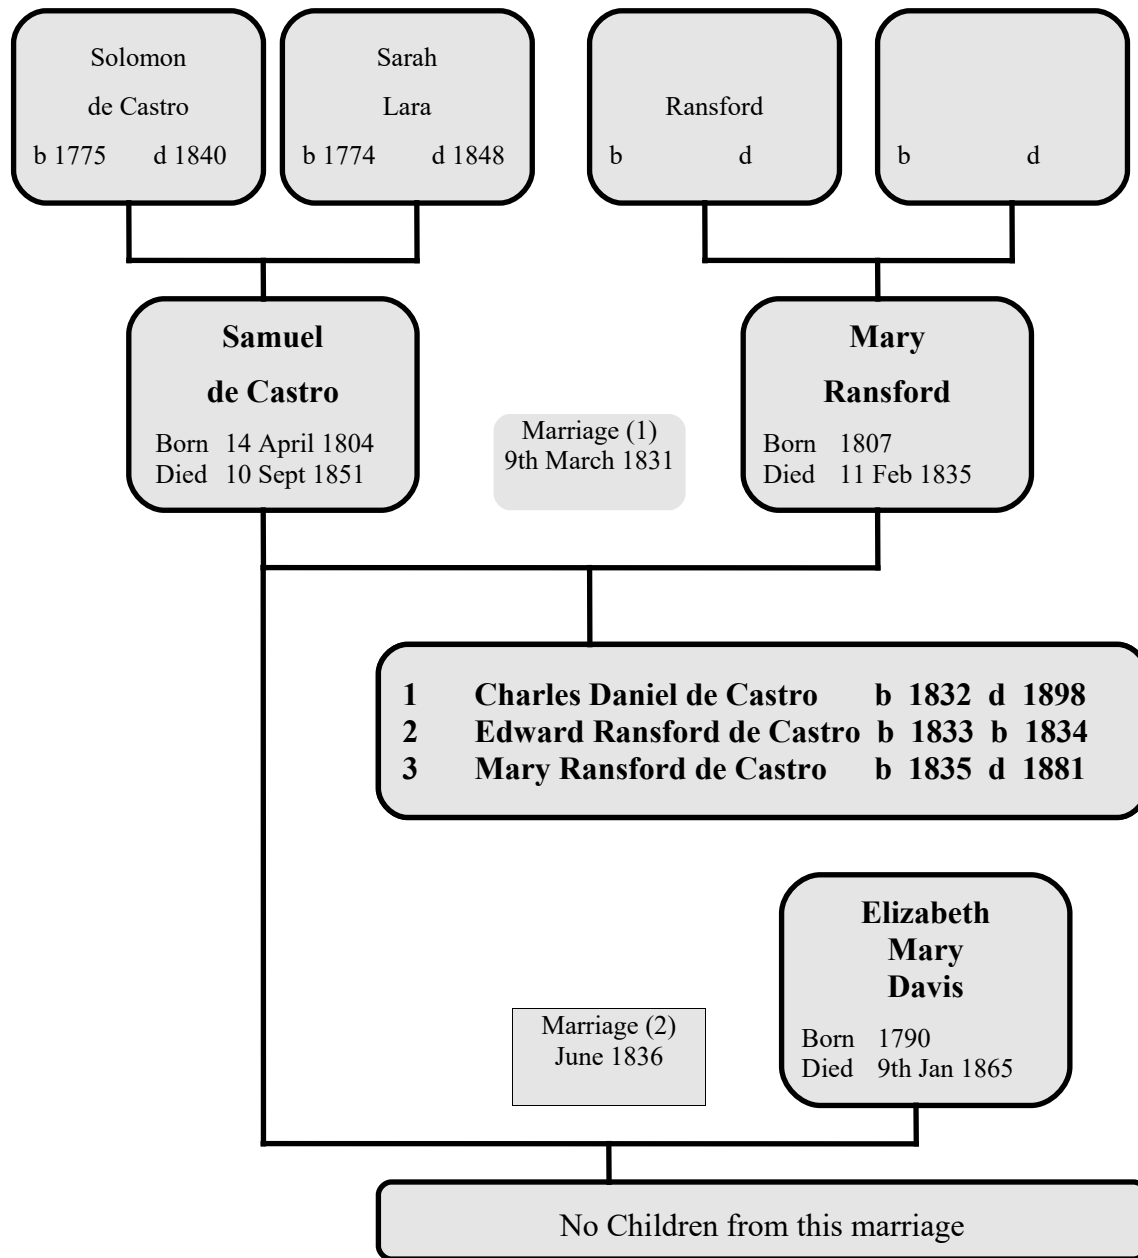 Solomon
de Castro
b 1775 d 1840
Sarah
Lara
b 1774 d 1848
Ransford
b d
b d
Samuel
de Castro
Born 14 April 1804
Died 10 Sept 1851
Marriage (1)
9th March 1831
Mary
Ransford
Born 1807
Died 11 Feb 1835
1 Charles Daniel de Castro b 1832 d 1898
2 Edward Ransford de Castro b 1833 b 1834
3 Mary Ransford de Castro b 1835 d 1881
Elizabeth
Mary
Davis
Born 1790
Died 9th Jan 1865
Marriage (2)
June 1836
No Children from this marriage